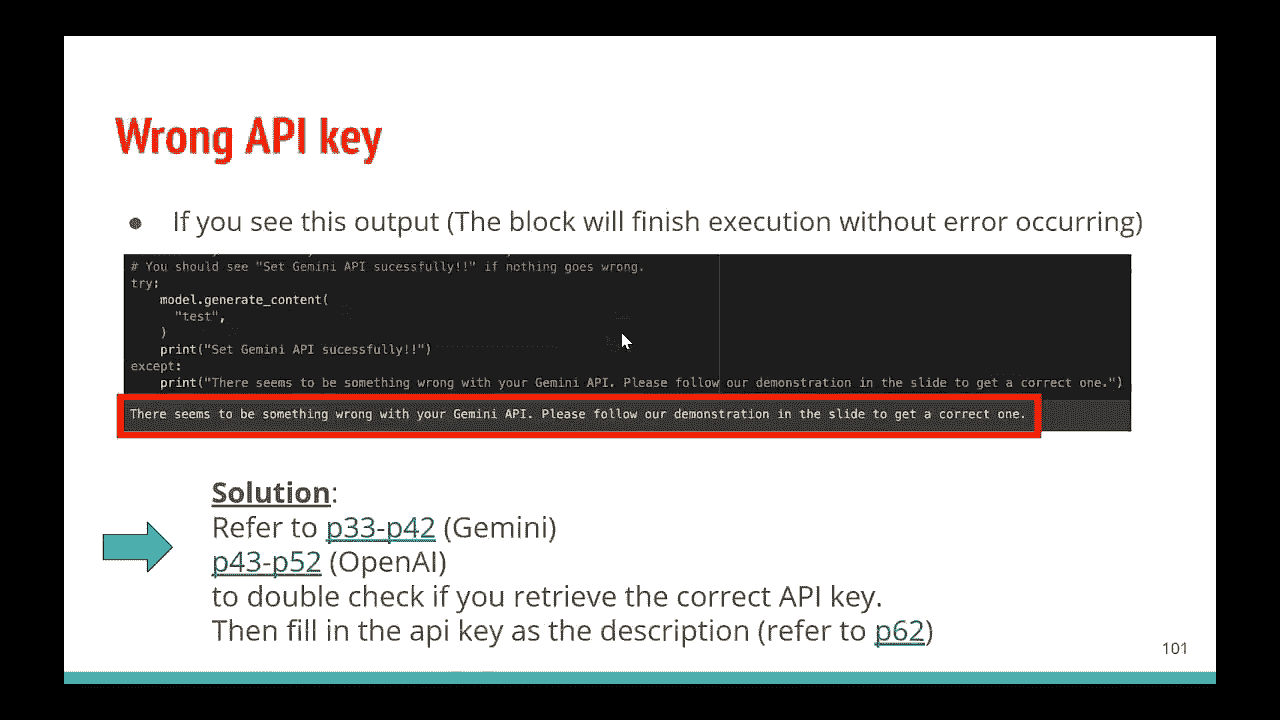 Wrong API key
● If you see this output (The block will finish execution without error occurring)
# You should see "Set Gemini API sucessfully!!" if nothing goes wrong.
try:
model.generate_content(
"test",
)
print("Set Gemini API sucessfully!!")
except:
print("There seems to be something wrong with your Gemini API. Please follow our demonstration in the slide to get a correct one.")
There seems to be something wrong with your Gemini API. Please follow our demonstration in the slide to get a correct one.
Solution:
Refer to p33-p42 (Gemini)
p43-p52 (OpenAI)
to double check if you retrieve the correct API key.
Then fill in the api key as the description (refer to p62)
101